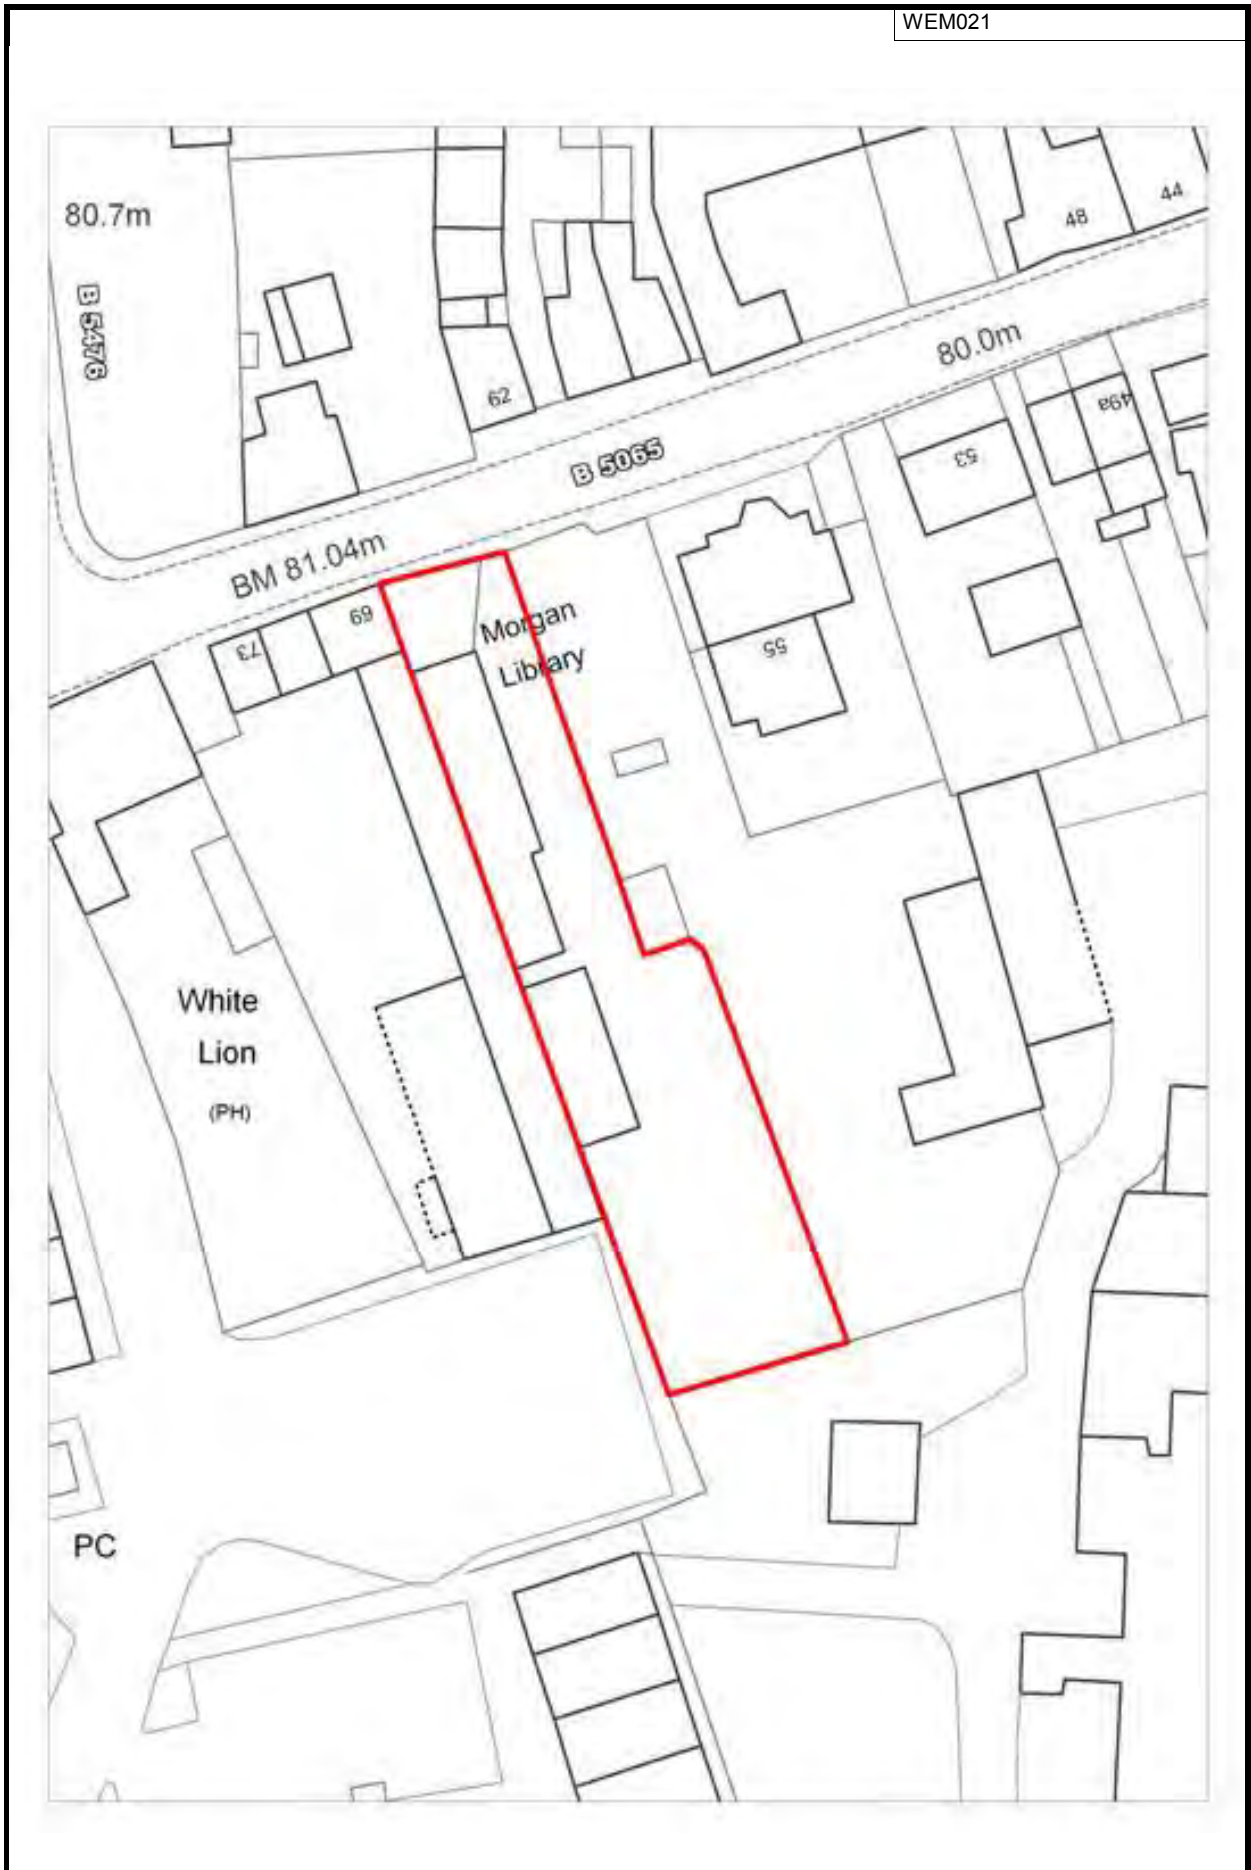 WEM021
44
48
80.7m
B 5476
80.0m
62
49a
B 5065
53
BM 81.04m
69
Morgan
Library
73
55
White
Lion
(PH)
PC